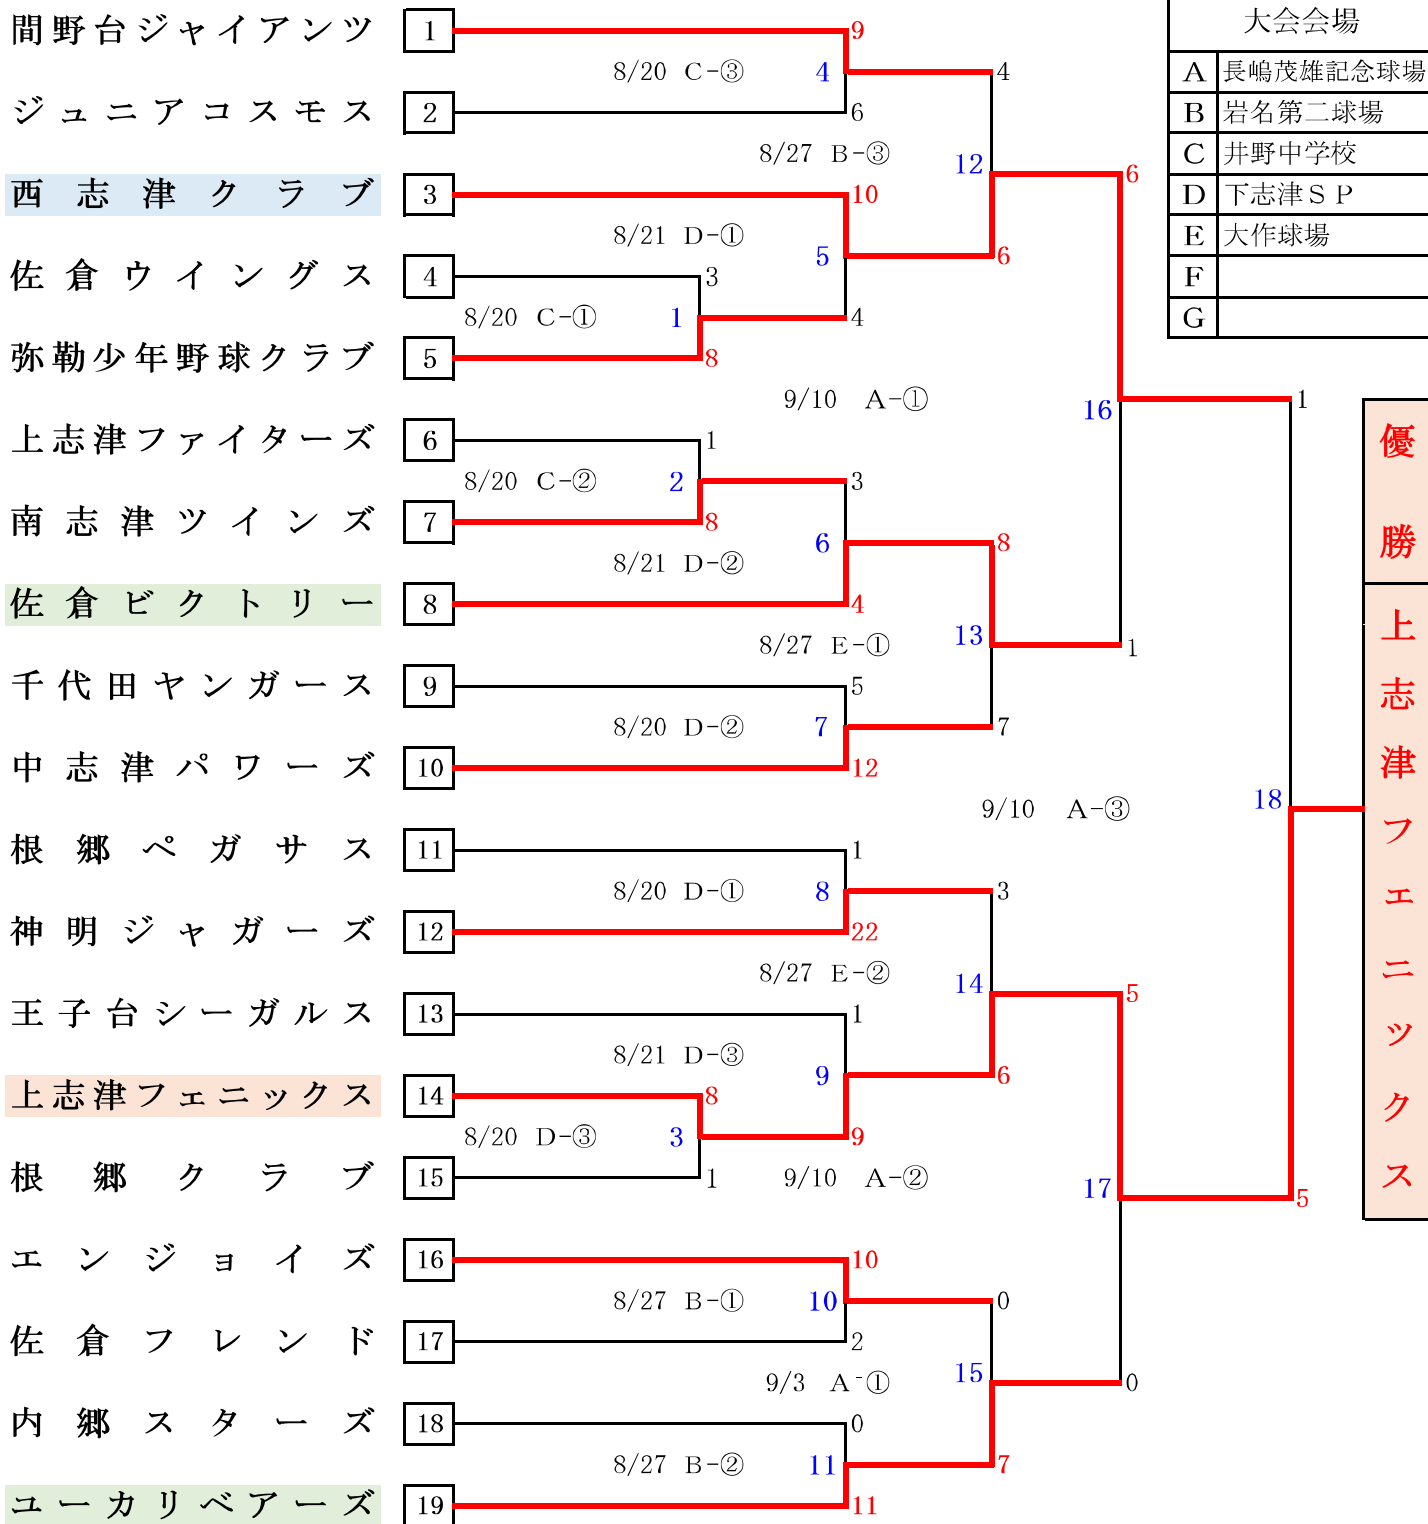 間野台ジャイアンツ 1 9 大会会場
8/20 C-③ 4 4 A 長嶋茂雄記念球場
ジュニアコスモス 2 6 B 岩名第二球場
8/27 B-③ 12 C 井野中学校
西志津クラブ 3 10 6 D 下志津ＳＰ
8/21 D-① 5 6 E 大作球場
佐倉ウイングス 4 3 F
8/20 C-① 1 4 G
弥勒少年野球クラブ 5 8
9/10 A-① 16 1
上志津ファイターズ 6 1 優
8/20 C-② 2 3
南志津ツインズ 7 8 勝
8/21 D-② 6 8
佐倉ビクトリー 8 4
8/27 E-① 13 1 上
千代田ヤンガース 9 5 志
8/20 D-② 7 7
中志津パワーズ 10 12 津
9/10 A-③ 18
根郷ペガサス 11 1 フ
8/20 D-① 8 3 ェ
神明ジャガーズ 12 22
8/27 E-② 14 5 ニ
王子台シーガルス 13 1 ッ
8/21 D-③ 9 6
上志津フェニックス 14 8 ク
8/20 D-③ 3 9
根郷クラブ 15 1 9/10 A-② 17 5 ス
エンジョイズ 16 10
8/27 B-① 10 0
佐倉フレンド 17 2
9/3 A-① 15 0
内郷スターズ 18 0
8/27 B-② 11 7
ユーカリベアーズ 19 11